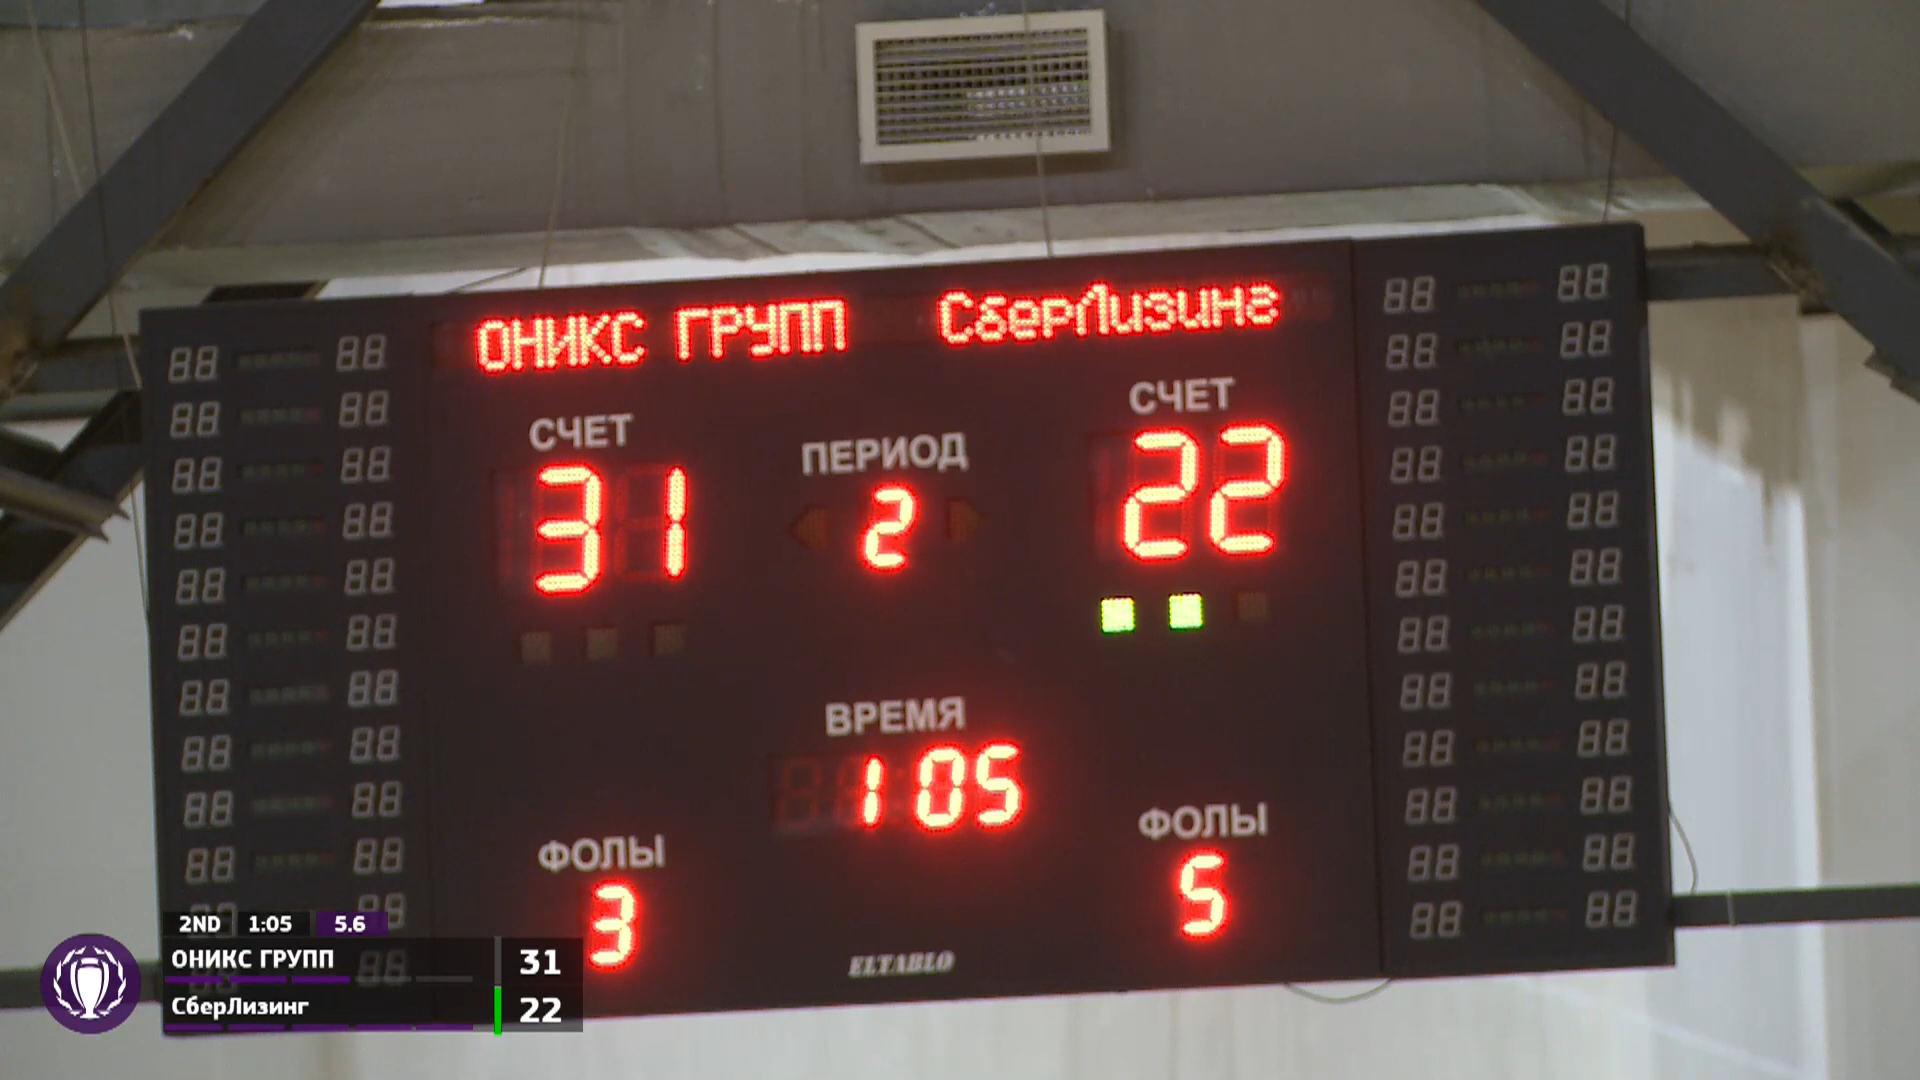 ОНИКС ГРУПП СберЛизинг
СЧЕТ ПЕРИОД СЧЕТ
31 2 22
ВРЕМЯ
1 05
ФОЛЫ ФОЛЫ
3 5
ELTABLO
2ND 1:05 5.6
ОНИКС ГРУПП 31
СберЛизинг 22